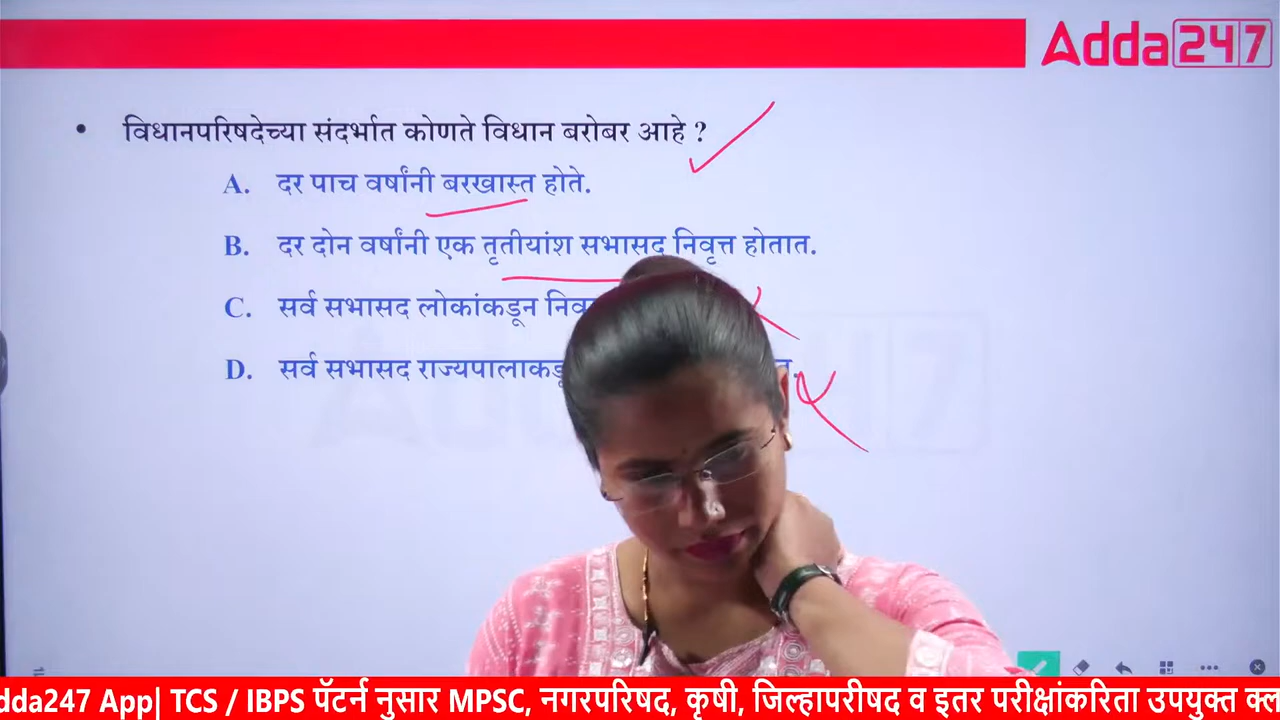 Adda247
• विधानपरिषदेच्या संदर्भात कोणते विधान बरोबर आहे ?
A. दर पाच वर्षांनी बरखास्त होते.
B. दर दोन वर्षांनी एक तृतीयांश सभासद निवृत्त होतात.
C. सर्व सभासद लोकांकडून
D. सर्व सभासद
dda247 App| TCS / IBPS पॅटर्न नुसार MPSC, नगरपरिषद, कृषी, जिल्हापरीषद व इतर परीक्षांकरिता उपयुक्त